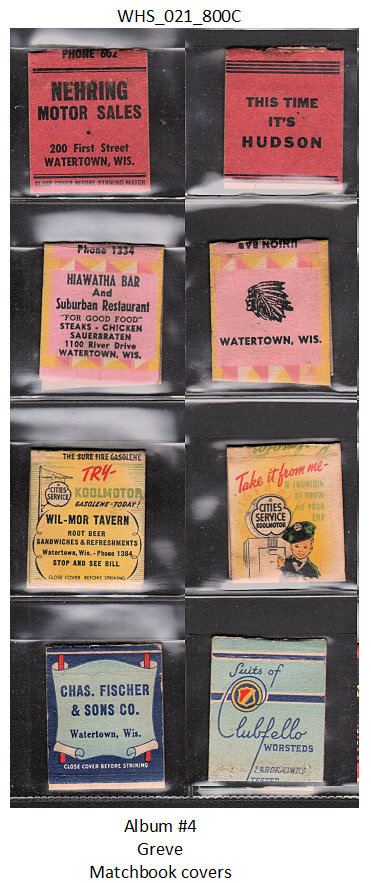 WHS_021_800C
PHONE 862
NEHRING
MOTOR SALES
200 First Street
WATERTOWN, WIS.
CLOSE COVER BEFORE STRIKING MATCH
THIS TIME
IT'S
HUDSON
Phone 1334
HIAWATHA BAR
And
Suburban Restaurant
"FOR GOOD FOOD"
STEAKS - CHICKEN
SAUERBRATEN
1100 River Drive
WATERTOWN, WIS.
WATERTOWN, WIS.
THE SURE FIRE GASOLENE
TRY-
KOOLMOTOR
GASOLENE-TODAY!
CITIES
SERVICE
WIL-MOR TAVERN
ROOT BEER
SANDWICHES & REFRESHMENTS
Watertown, Wis. - Phone 1384
STOP AND SEE BILL
CLOSE COVER BEFORE STRIKING
Take it from me-
A FOUNTAIN
OF YOUTH
for YOUR
CAR
CITIES
SERVICE
KOOLMOTOR
CHAS. FISCHER
& SONS CO.
Watertown, Wis.
CLOSE COVER BEFORE STRIKING
Suits of
Clubfello
WORSTEDS
LABORATORY
TESTED
Album #4
Greve
Matchbook covers